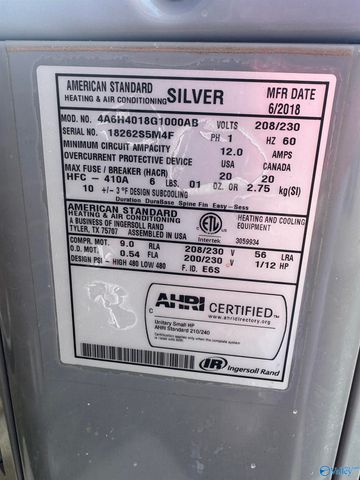 AMERICAN STANDARD
HEATING & AIR CONDITIONING
SILVER
MFR DATE
6/2018
MOD. NO. 4A6H4018G1000AB VOLTS 208/230
SERIAL NO. 18262S5M4F PH 1 HZ 60
MINIMUM CIRCUIT AMPACITY 12.0 AMPS
OVERCURRENT PROTECTIVE DEVICE USA CANADA
MAX FUSE / BREAKER (HACR) 20 20
HFC - 410A 6 LBS. 01 OZ. OR 2.75 kg(SI)
10 +/- 3 °F DESIGN SUBCOOLING
Duration DuraBase Spine Fin Easy-Sess
AMERICAN STANDARD
HEATING & AIR CONDITIONING
A BUSINESS OF INGERSOLL RAND
TYLER, TX 75707 ASSEMBLED IN USA
ETL
Intertek
HEATING AND COOLING
EQUIPMENT
3059934
COMPR. MOT. 9.0 RLA 208/230 V 56 LRA
O.D. MOT. 0.54 FLA 200/230 V 1/12 HP
DESIGN PSI - HIGH 480 LOW 480 F. ID. E6S
AHRI CERTIFIED™
www.ahridirectory.org
Unitary Small HP
AHRI Standard 210/240
IR Ingersoll Rand